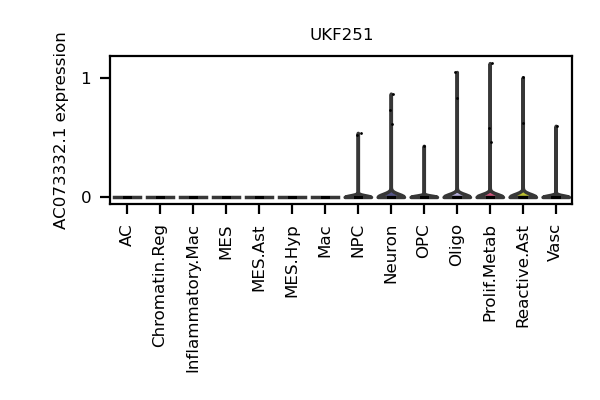 UKF251
AC073332.1 expression
1
0
AC
Chromatin.Reg
Inflammatory.Mac
MES
MES.Ast
MES.Hyp
Mac
NPC
Neuron
OPC
Oligo
Prolif.Metab
Reactive.Ast
Vasc